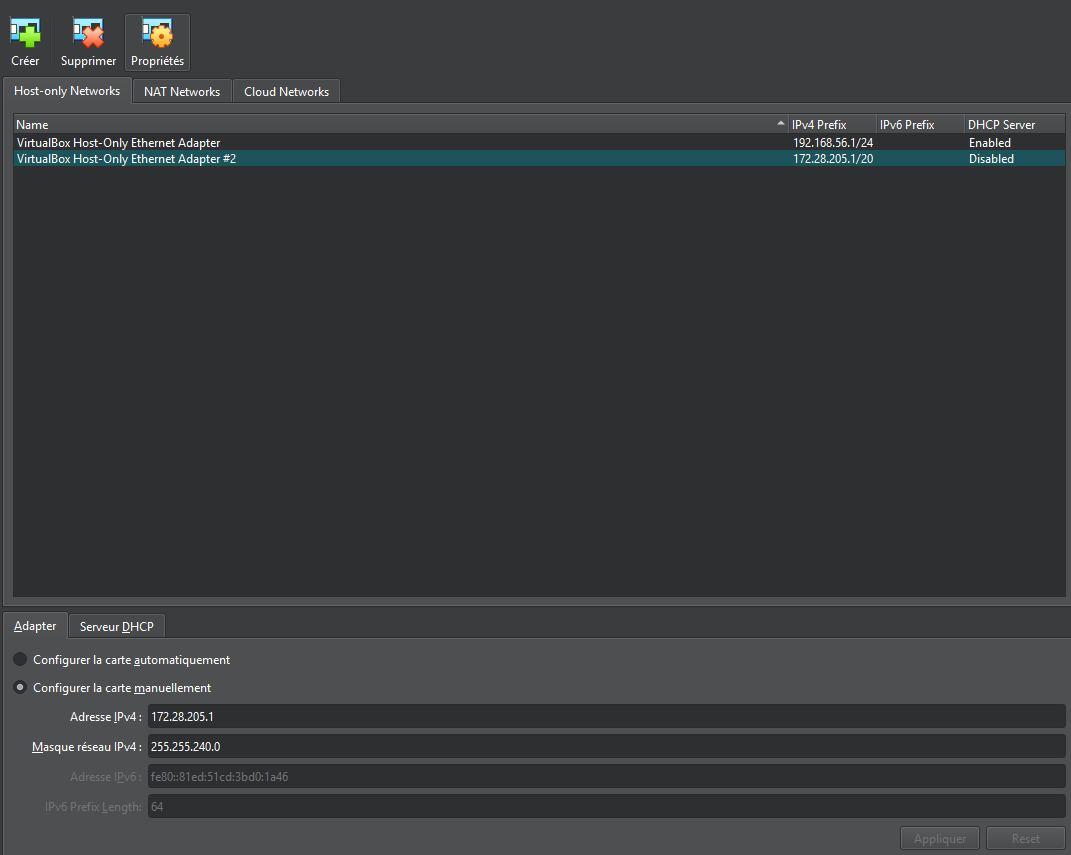 Créer Supprimer Propriétés
Host-only Networks NAT Networks Cloud Networks
Name IPv4 Prefix IPv6 Prefix DHCP Server
VirtualBox Host-Only Ethernet Adapter 192.168.56.1/24 Enabled
VirtualBox Host-Only Ethernet Adapter #2 172.28.205.1/20 Disabled
Adapter Serveur DHCP
Configurer la carte automatiquement
Configurer la carte manuellement
Adresse IPv4 : 172.28.205.1
Masque réseau IPv4 : 255.255.240.0
Adresse IPv6 : fe80::81ed:51cd:3bd0:1a46
IPv6 Prefix Length: 64
Appliquer Reset